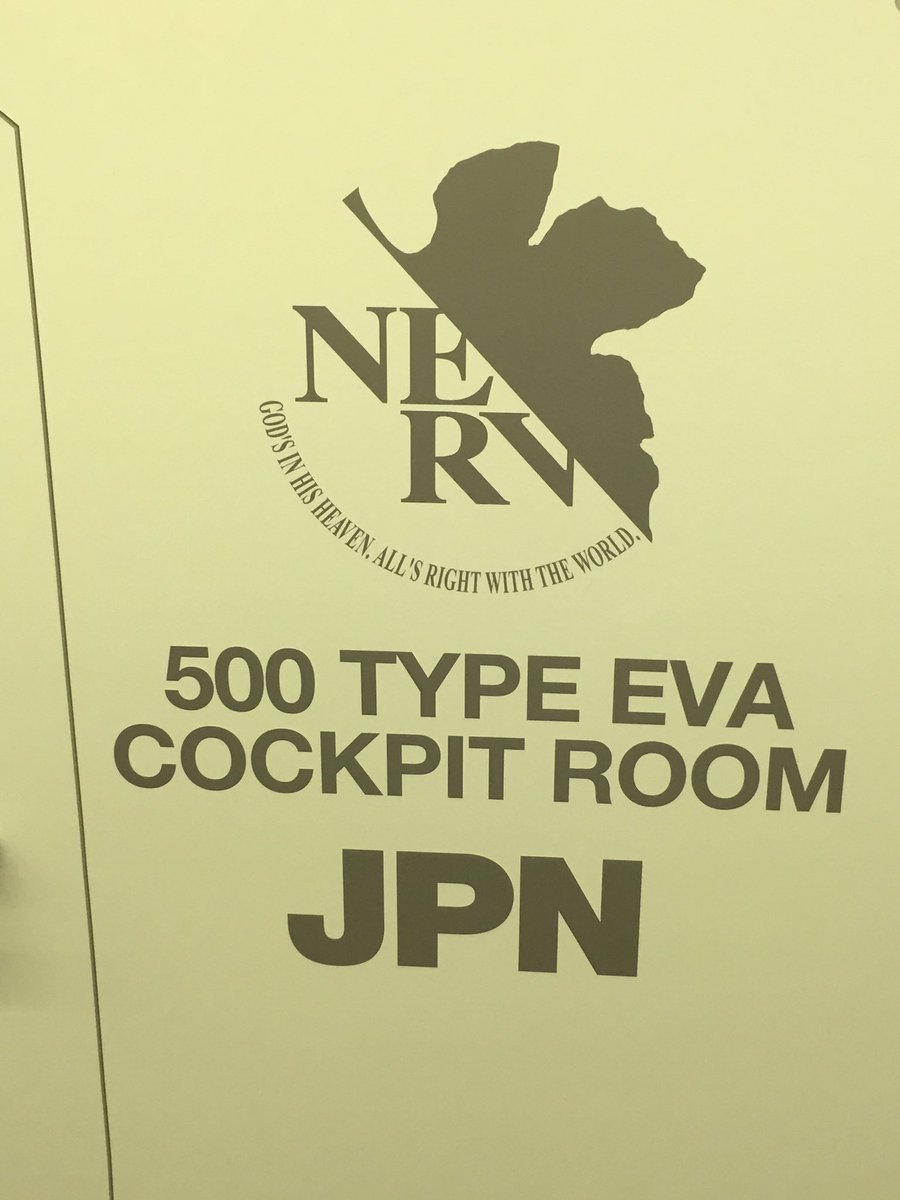 NERV
GOD'S IN HIS HEAVEN. ALL'S RIGHT WITH THE WORLD.
500 TYPE EVA
COCKPIT ROOM
JPN